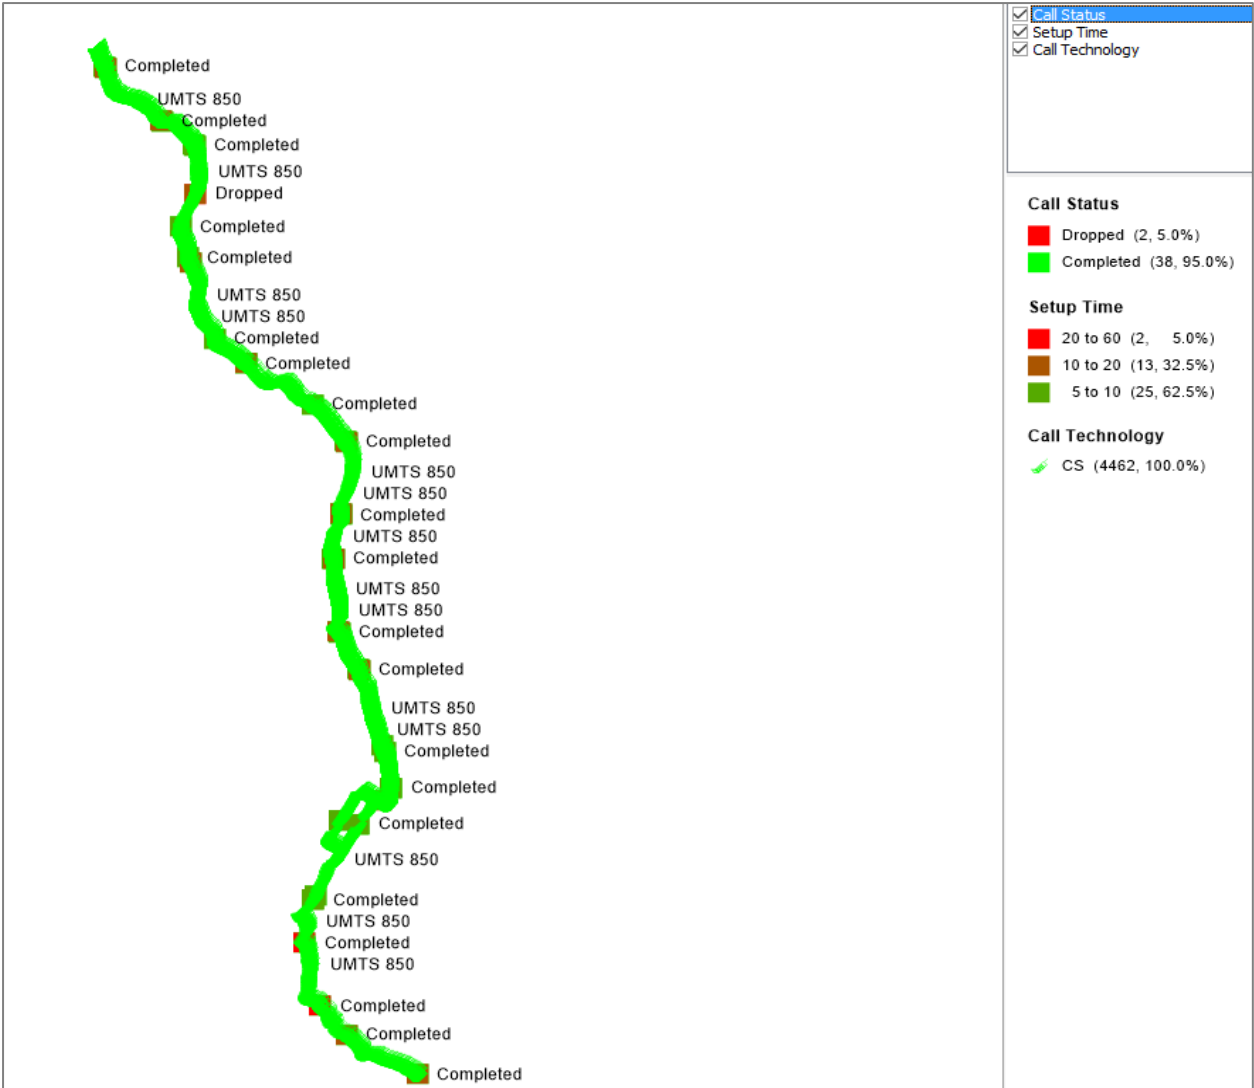 Completed
UMTS 850
Completed
Completed
UMTS 850
Dropped
Completed
Completed
UMTS 850
UMTS 850
Completed
Completed
Completed
Completed
UMTS 850
UMTS 850
Completed
UMTS 850
Completed
UMTS 850
UMTS 850
Completed
Completed
UMTS 850
UMTS 850
Completed
Completed
Completed
UMTS 850
Completed
UMTS 850
Completed
UMTS 850
Completed
Completed
Completed
Call Status
Setup Time
Call Technology
Call Status
Dropped (2, 5.0%)
Completed (38, 95.0%)
Setup Time
20 to 60 (2, 5.0%)
10 to 20 (13, 32.5%)
5 to 10 (25, 62.5%)
Call Technology
CS (4462, 100.0%)